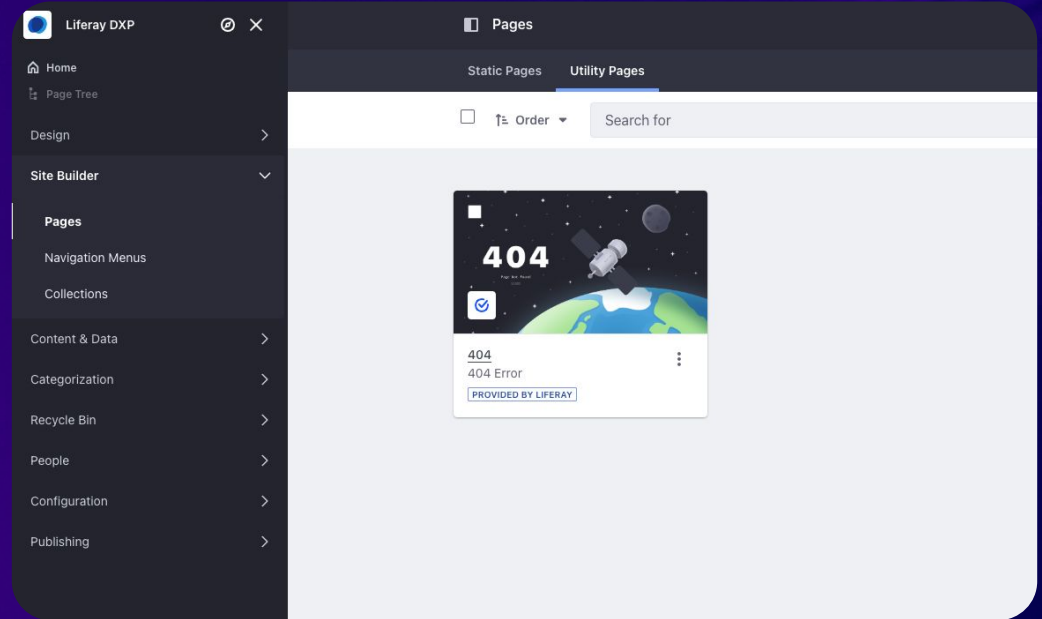 Liferay DXP
Home
Page Tree
Design
Site Builder
Pages
Navigation Menus
Collections
Content & Data
Categorization
Recycle Bin
People
Configuration
Publishing
Pages
Static Pages
Utility Pages
Order
Search for
404
404
404 Error
PROVIDED BY LIFERAY